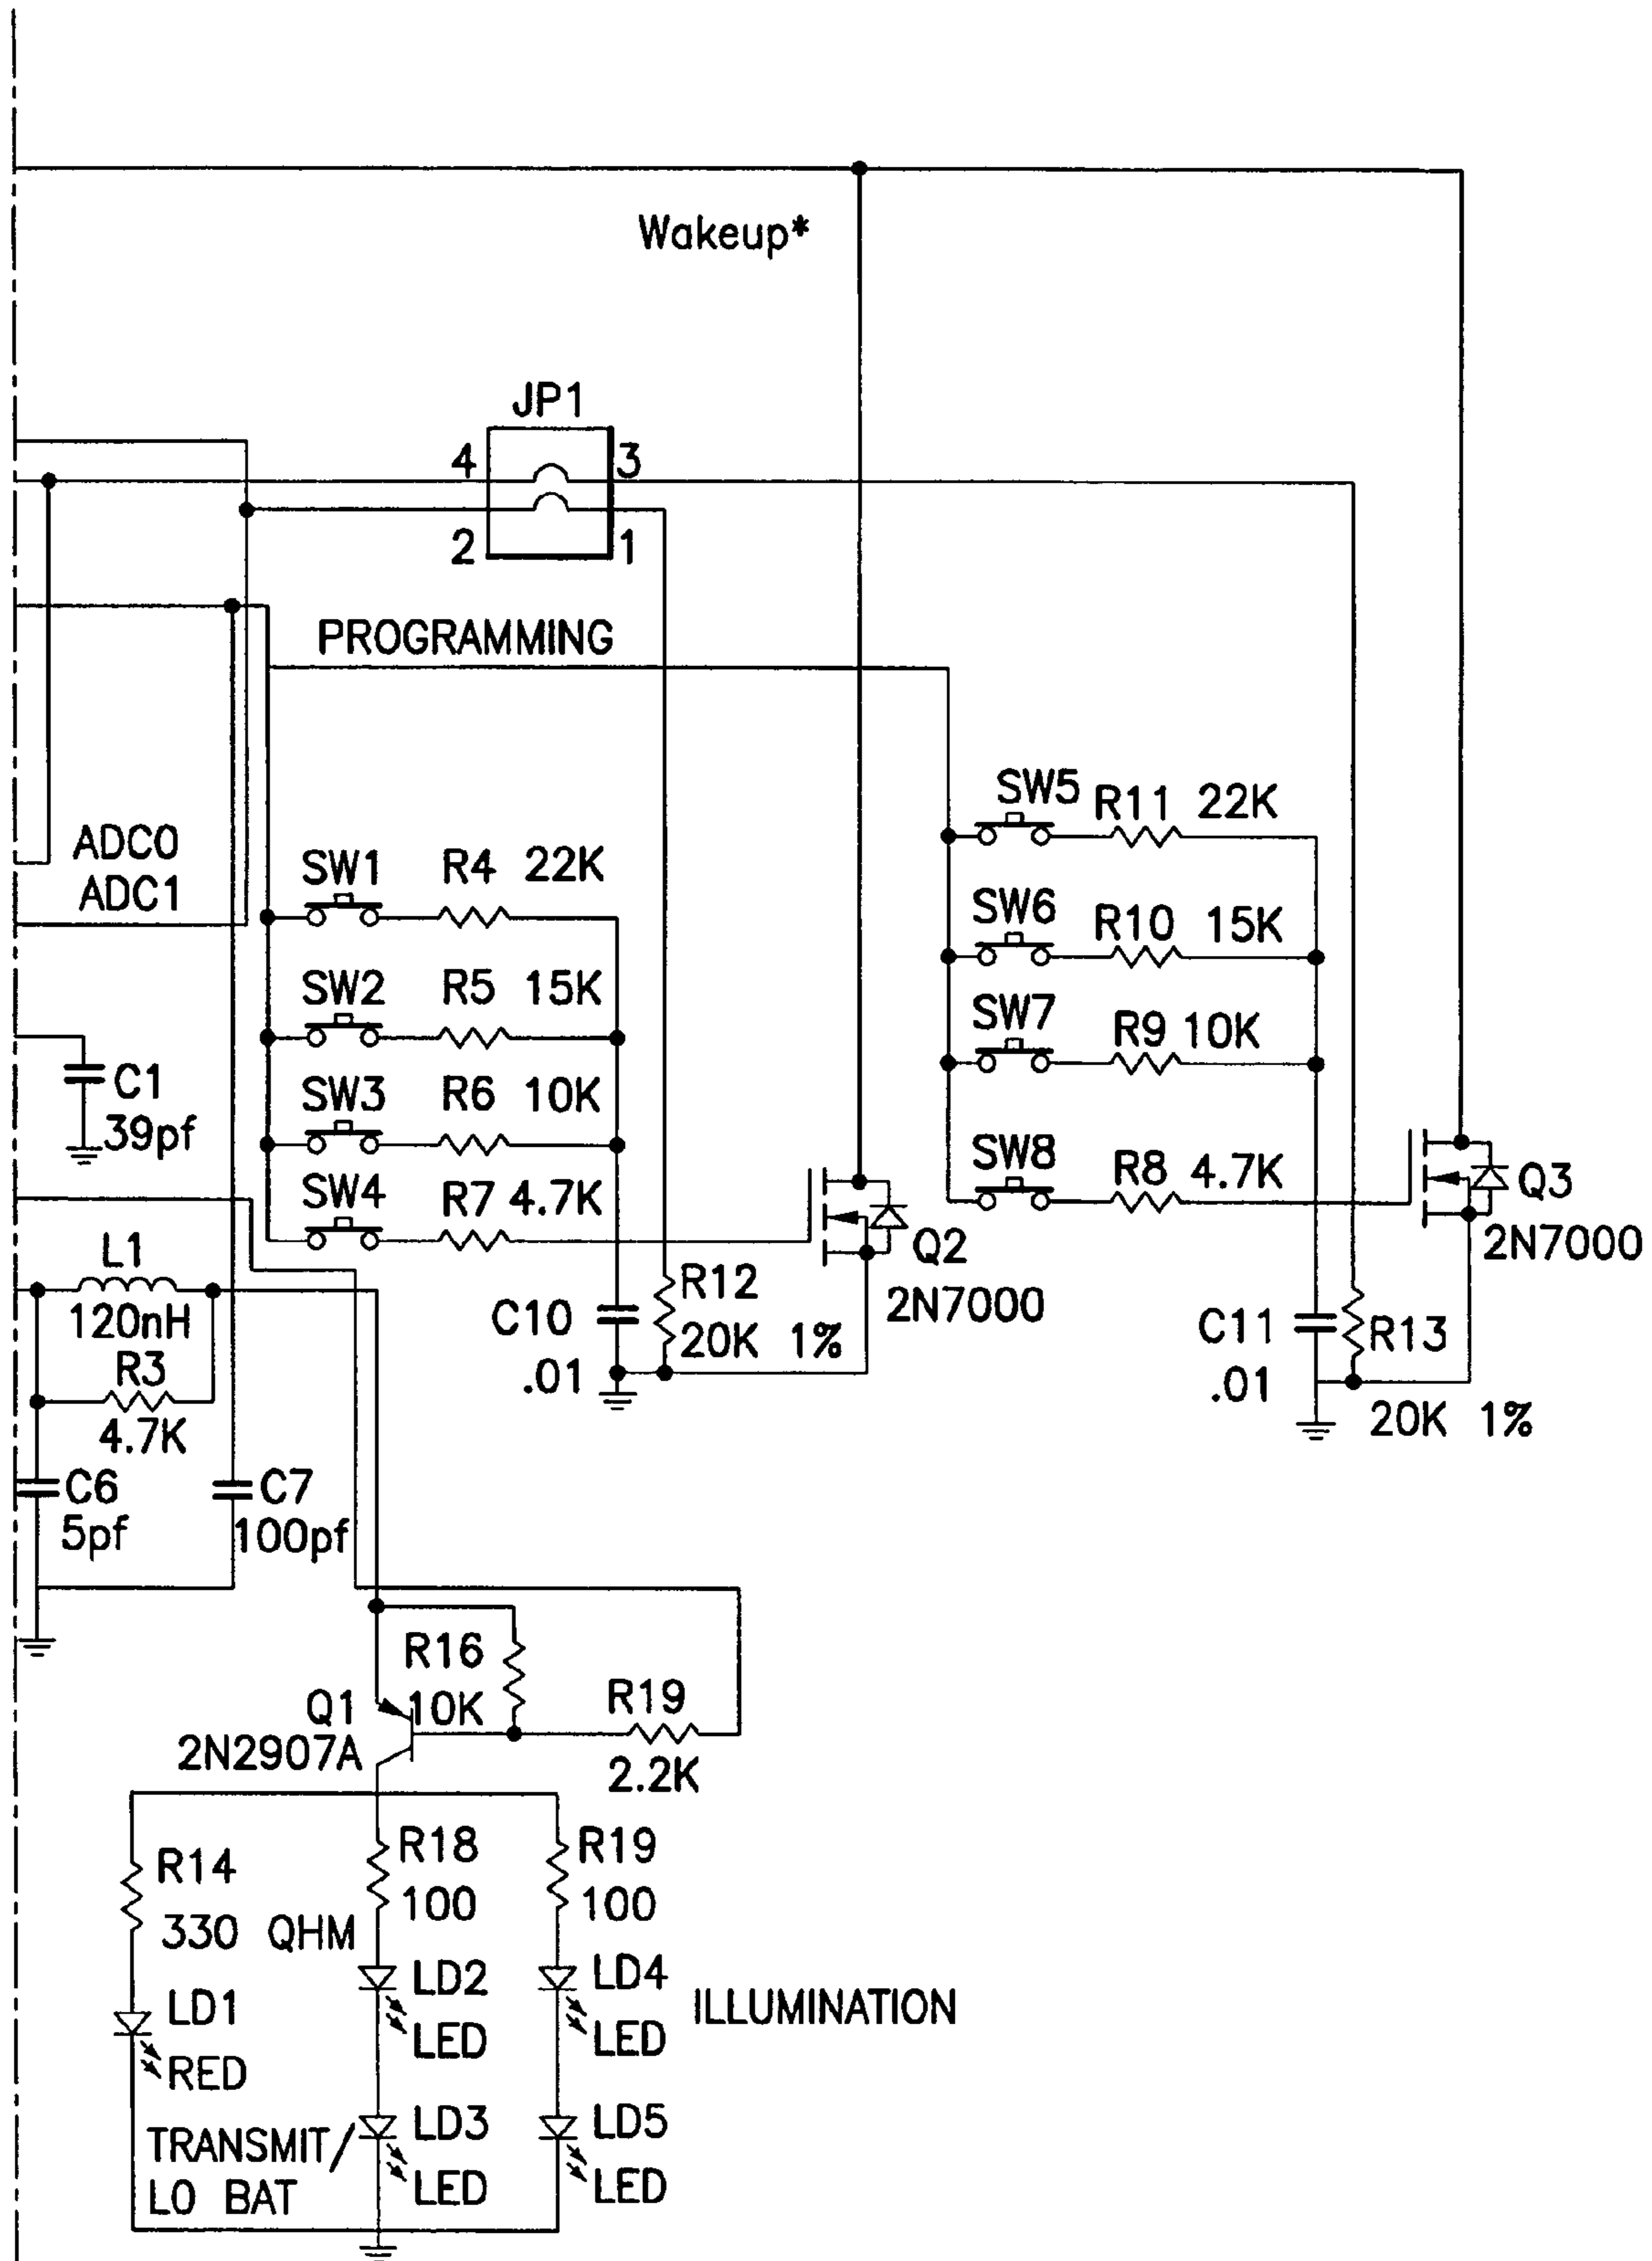 Wakeup*
JP1
4 3
2 1
PROGRAMMING
SW5 R11 22K
ADC0
ADC1
SW1 R4 22K
SW6 R10 15K
SW2 R5 15K
SW7 R9 10K
C1
39pf
SW3 R6 10K
SW8 R8 4.7K
Q3
2N7000
SW4 R7 4.7K
Q2
2N7000
L1
120nH
R3
4.7K
C10
.01
R12
20K 1%
C11
.01
R13
20K 1%
C6
5pf
C7
100pf
R16
10K
Q1
2N2907A
R19
2.2K
R14
330 QHM
R18
100
R19
100
LD1
RED
LD2
LED
LD4
LED
ILLUMINATION
TRANSMIT/
LO BAT
LD3
LED
LD5
LED